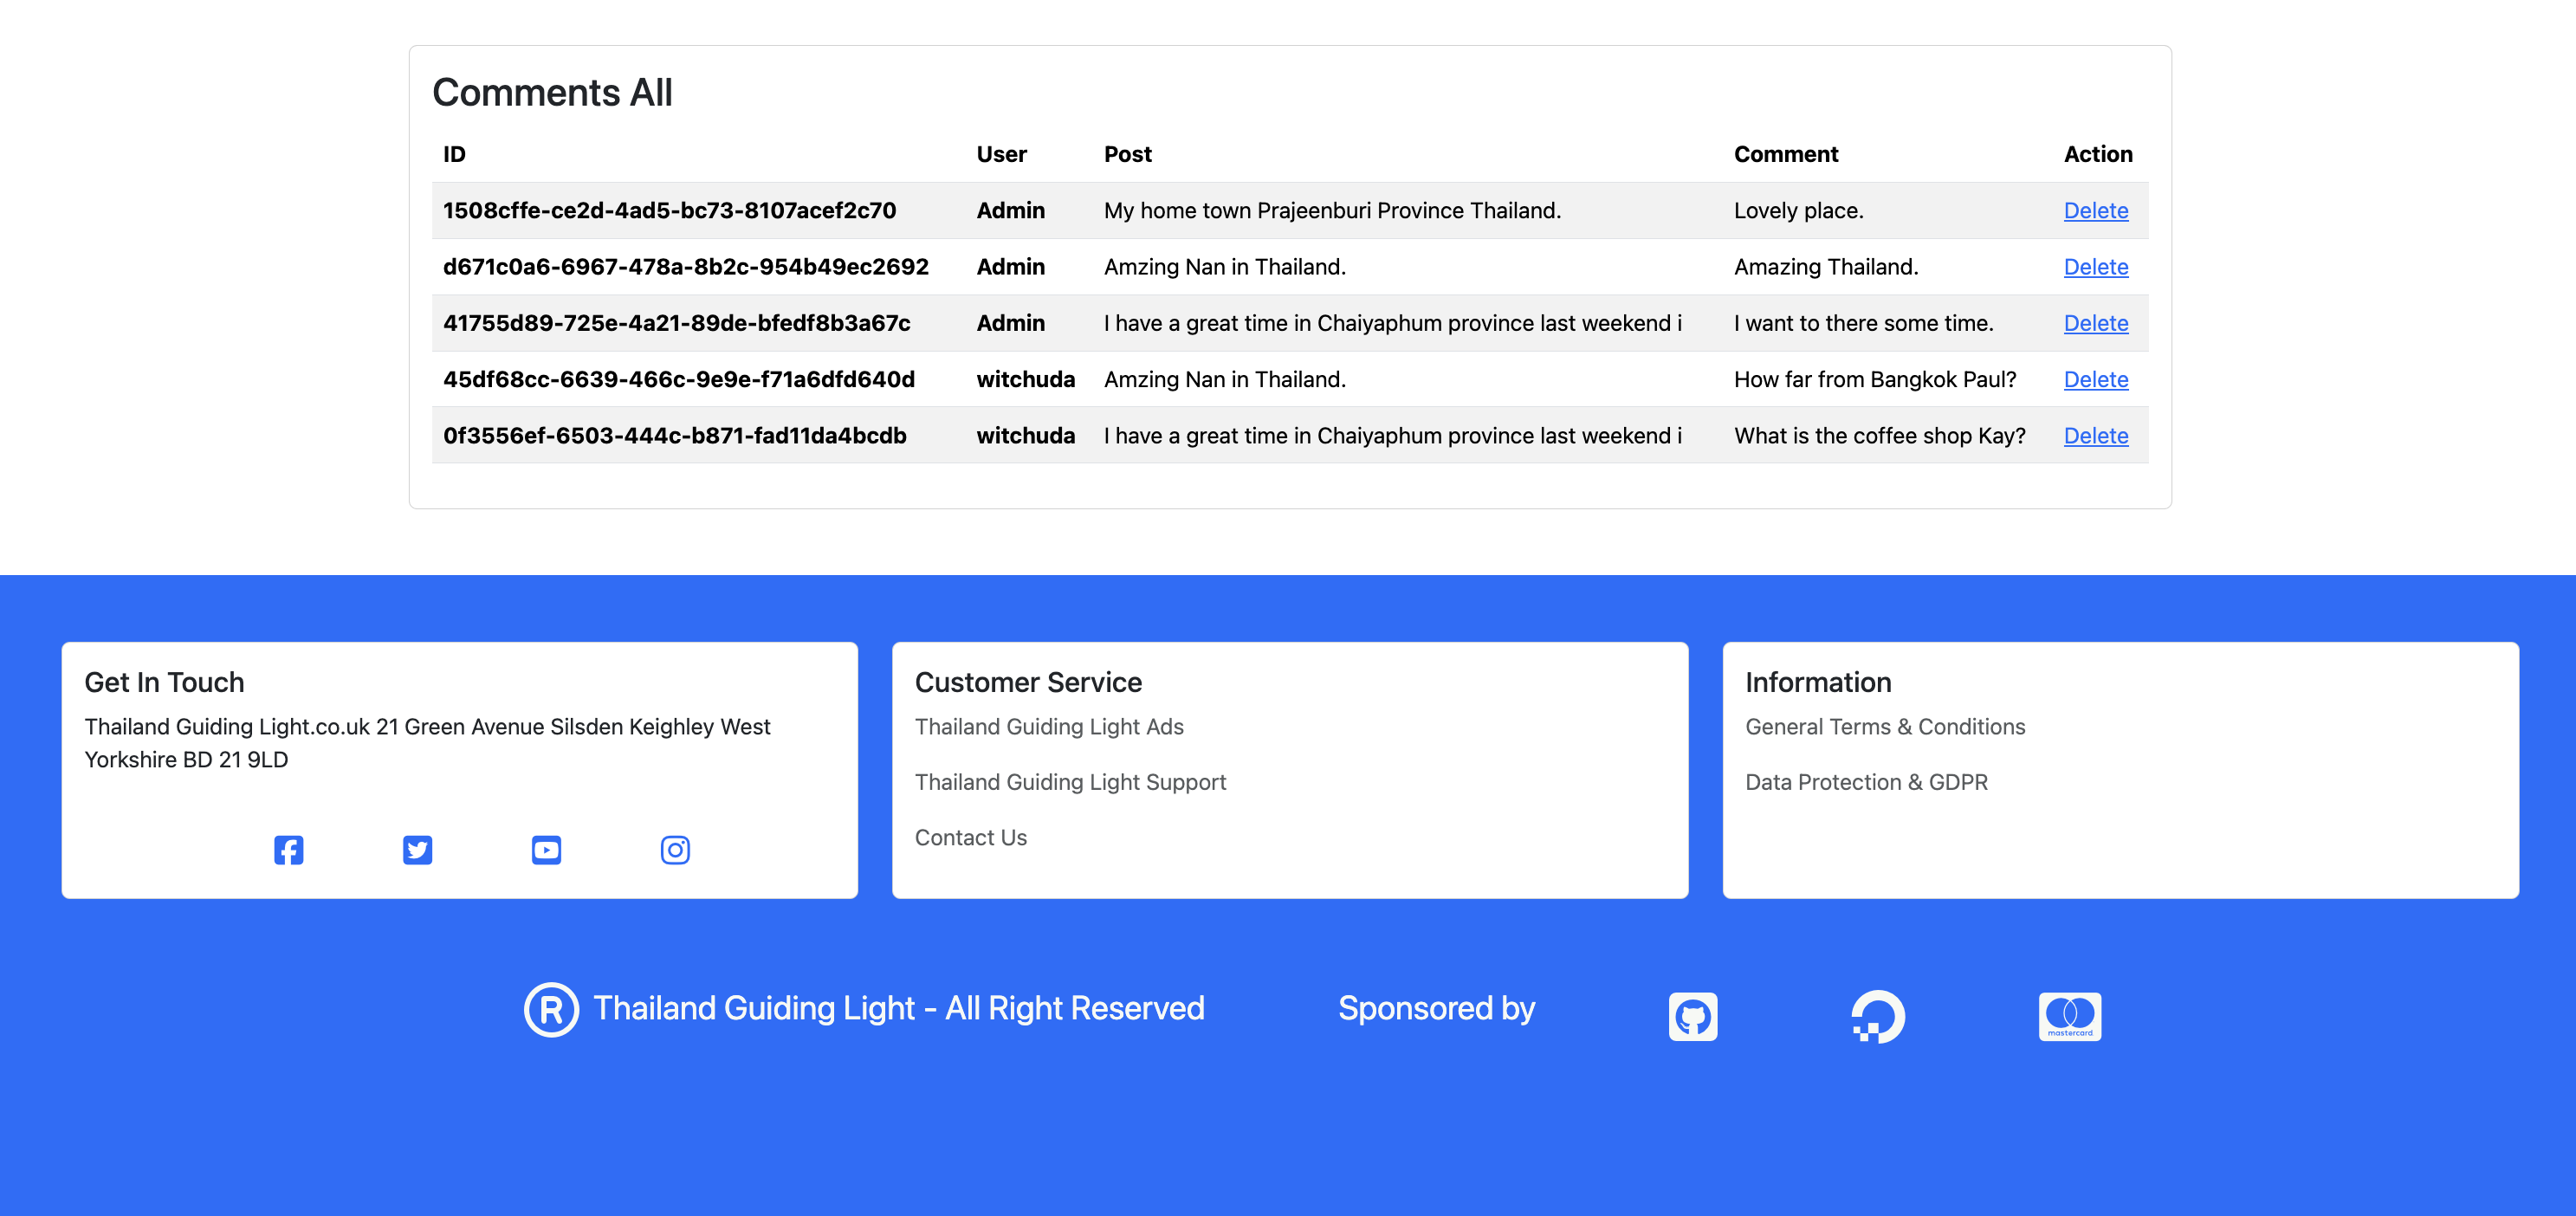 Comments All
ID User Post Comment Action
1508cffe-ce2d-4ad5-bc73-8107acef2c70 Admin My home town Prajeenburi Province Thailand. Lovely place. Delete
d671c0a6-6967-478a-8b2c-954b49ec2692 Admin Amzing Nan in Thailand. Amazing Thailand. Delete
41755d89-725e-4a21-89de-bfedf8b3a67c Admin I have a great time in Chaiyaphum province last weekend i I want to there some time. Delete
45df68cc-6639-466c-9e9e-f71a6dfd640d witchuda Amzing Nan in Thailand. How far from Bangkok Paul? Delete
0f3556ef-6503-444c-b871-fad11da4bcdb witchuda I have a great time in Chaiyaphum province last weekend i What is the coffee shop Kay? Delete
Get In Touch
Thailand Guiding Light.co.uk 21 Green Avenue Silsden Keighley West
Yorkshire BD 21 9LD
Customer Service
Thailand Guiding Light Ads
Thailand Guiding Light Support
Contact Us
Information
General Terms & Conditions
Data Protection & GDPR
® Thailand Guiding Light - All Right Reserved Sponsored by
mastercard